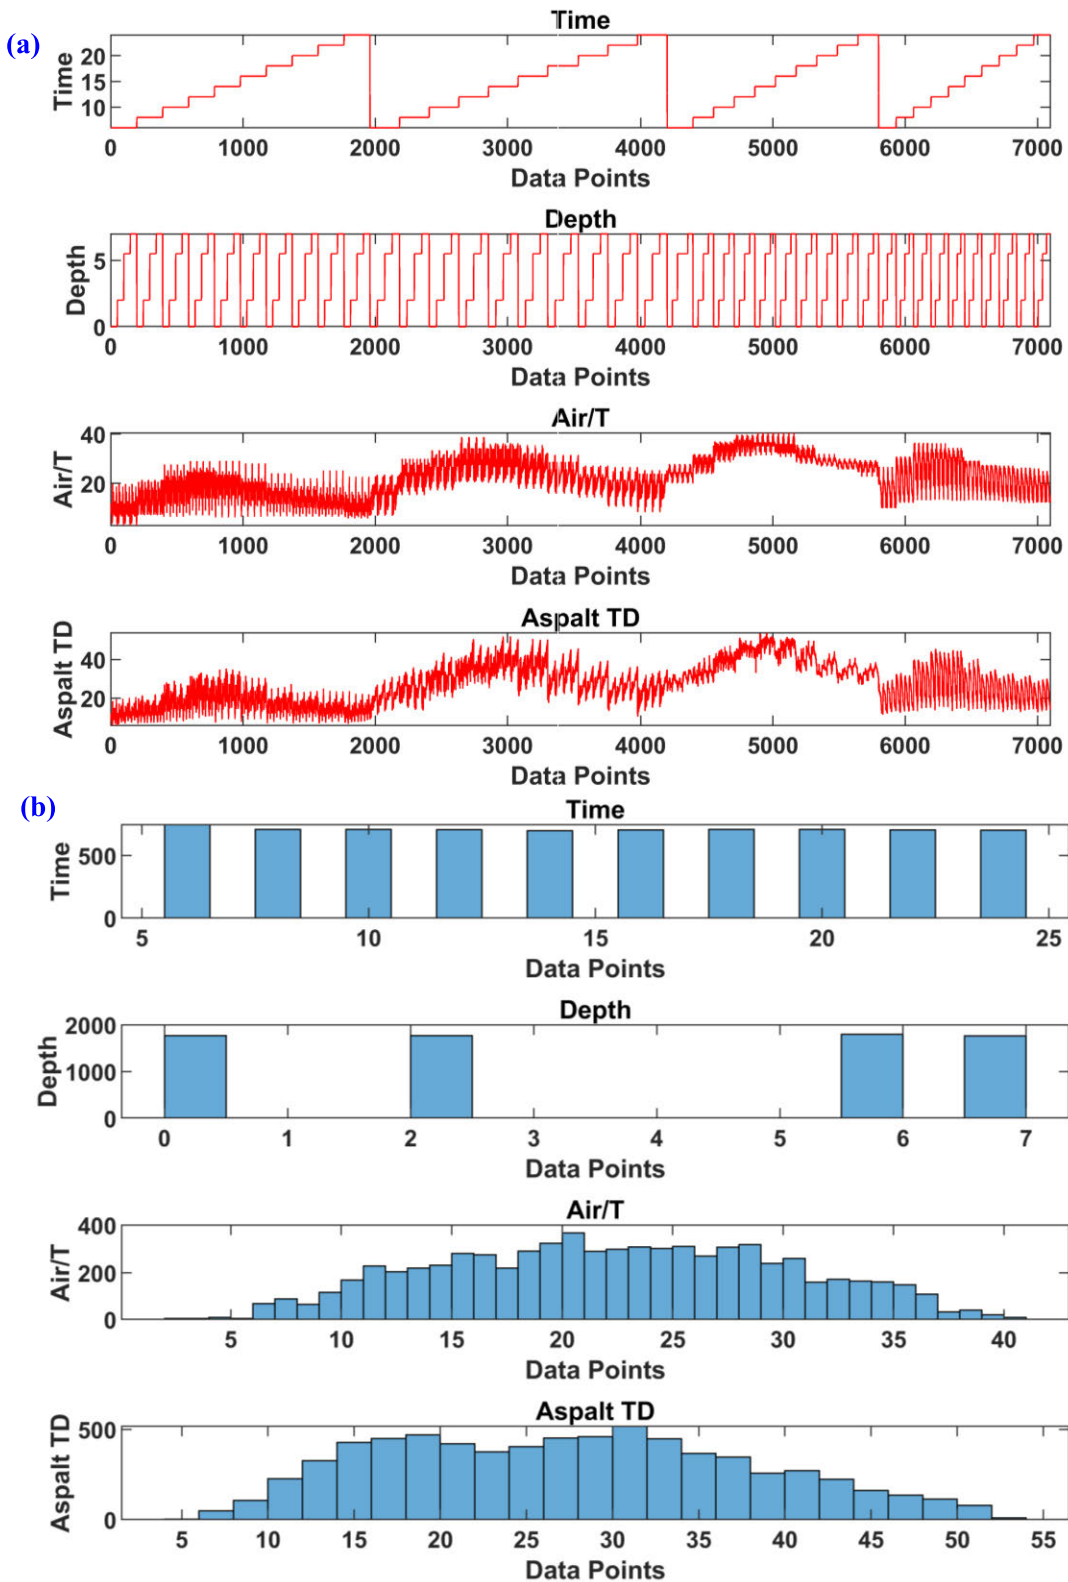 (a)
Time
Time
20
15
10
0 1000 2000 3000 4000 5000 6000 7000
Data Points
Depth
Depth
5
0
0 1000 2000 3000 4000 5000 6000 7000
Data Points
Air/T
Air/T
40
20
0 1000 2000 3000 4000 5000 6000 7000
Data Points
Aspalt TD
Aspalt TD
40
20
0 1000 2000 3000 4000 5000 6000 7000
Data Points
(b)
Time
Time
500
0
5 10 15 20 25
Data Points
Depth
Depth
2000
1000
0
0 1 2 3 4 5 6 7
Data Points
Air/T
Air/T
400
200
0
5 10 15 20 25 30 35 40
Data Points
Aspalt TD
Aspalt TD
500
0
5 10 15 20 25 30 35 40 45 50 55
Data Points